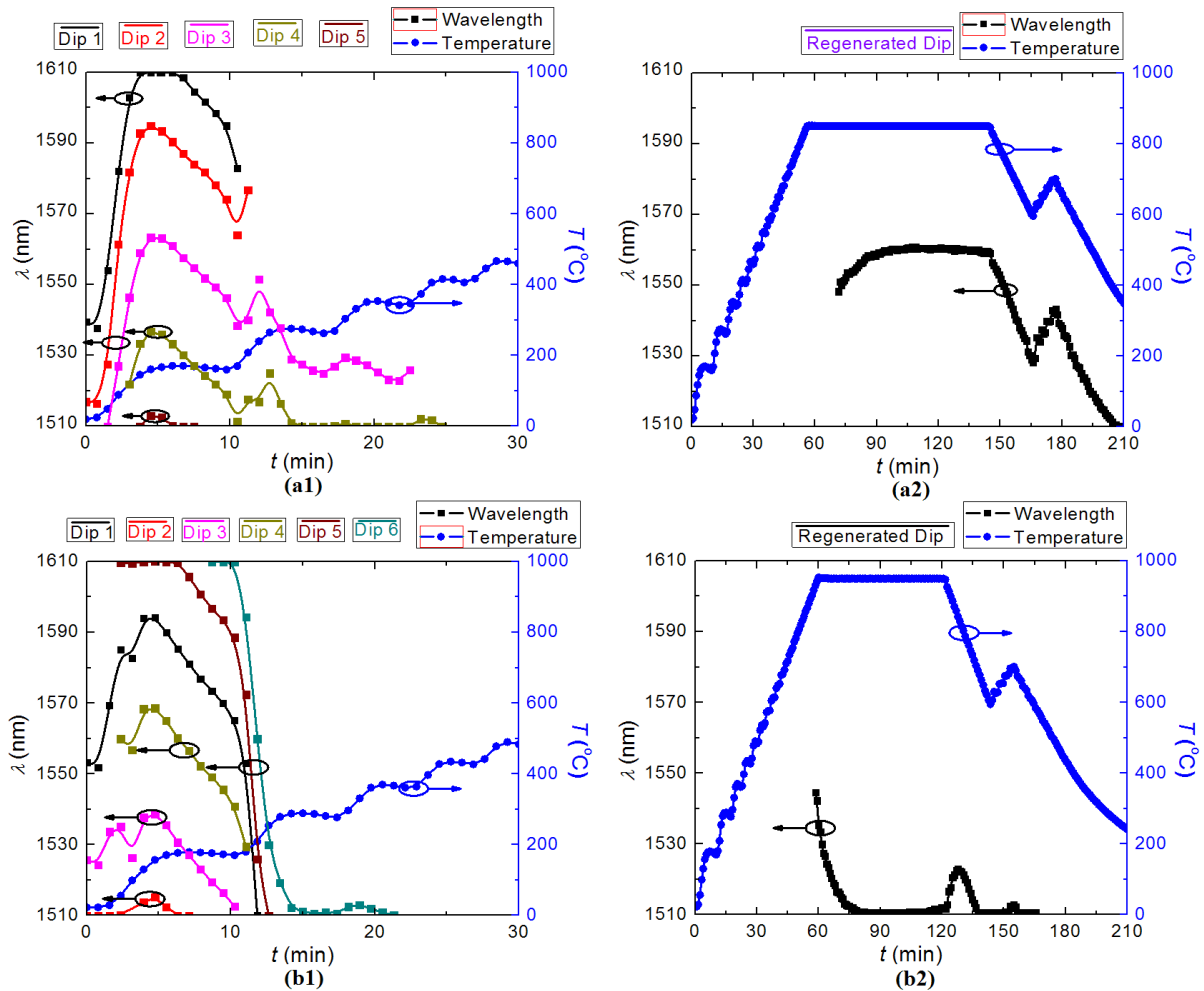 Dip 1 Dip 2 Dip 3 Dip 4 Dip 5
Wavelength
Temperature
1610
1590
1570
1550
1530
1510
λ (nm)
1000
800
600
400
200
0
T (°C)
0 10 20 30
t (min)
(a1)
Regenerated Dip
Wavelength
Temperature
1610
1590
1570
1550
1530
1510
λ (nm)
1000
800
600
400
200
0
T (°C)
0 30 60 90 120 150 180 210
t (min)
(a2)
Dip 1 Dip 2 Dip 3 Dip 4 Dip 5 Dip 6
Wavelength
Temperature
1610
1590
1570
1550
1530
1510
λ (nm)
1000
800
600
400
200
0
T (°C)
0 10 20 30
t (min)
(b1)
Regenerated Dip
Wavelength
Temperature
1610
1590
1570
1550
1530
1510
λ (nm)
1000
800
600
400
200
0
T (°C)
0 30 60 90 120 150 180 210
t (min)
(b2)